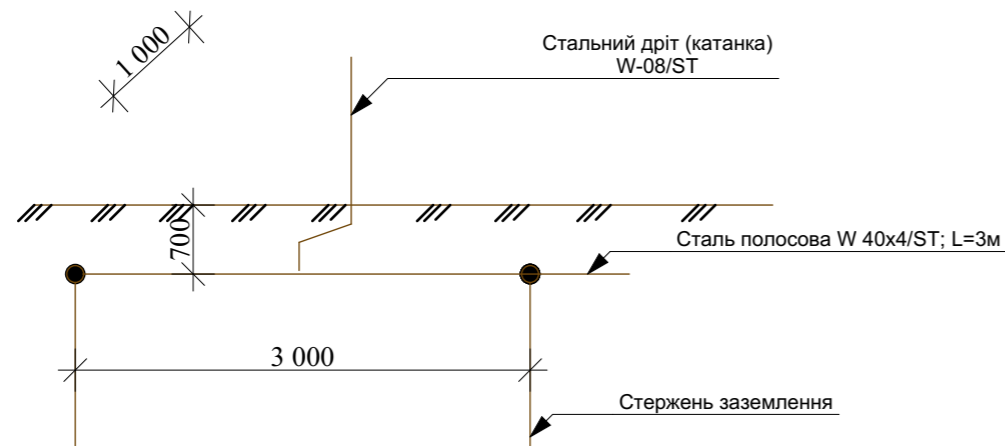 1 000
Стальний дріт (катанка)
W-08/ST
700
Сталь полосова W 40x4/ST; L=3м
3 000
Стержень заземлення